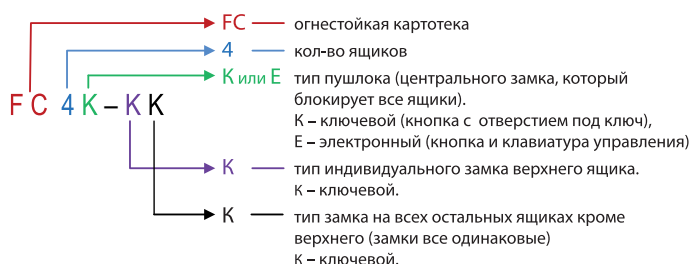 FC — огнестойкая картотека
4 — кол-во ящиков
К или Е — тип пушлока (центрального замка, который
блокирует все ящики).
FC4K–KK
К – ключевой (кнопка с отверстием под ключ),
Е – электронный (кнопка и клавиатура управления)
К — тип индивидуального замка верхнего ящика.
К – ключевой.
К — тип замка на всех остальных ящиках кроме
верхнего (замки все одинаковые)
К – ключевой.